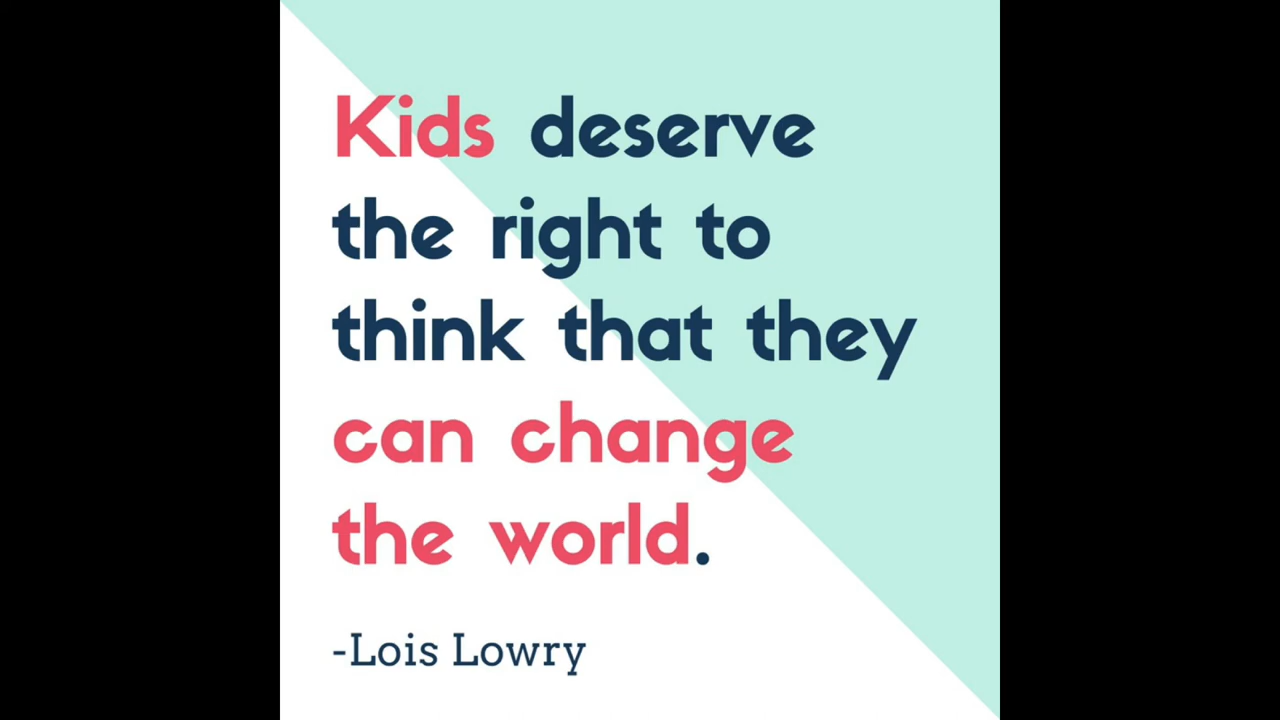 Kids deserve
the right to
think that they
can change
the world.
-Lois Lowry